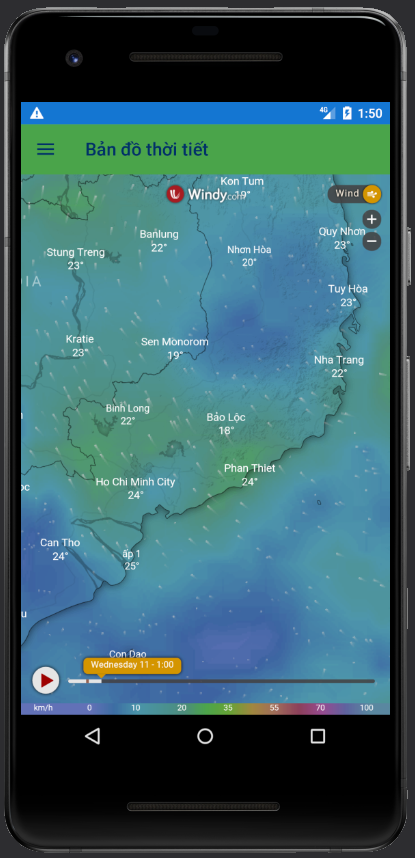 4G 1:50
Bản đồ thời tiết
Kon Tum
19°
Windy.com
Wind
+
Banlung
22°
Quy Nhơn
23°
−
Stung Treng
23°
Nhơn Hòa
20°
IA
Tuy Hòa
23°
Kratie
23°
Sen Monorom
19°
Nha Trang
22°
Binh Long
22°
Bảo Lộc
18°
Phan Thiet
24°
Ho Chi Minh City
24°
oc
Can Tho
24°
ấp 1
25°
u
Con Dao
Wednesday 11 - 1:00
km/h 0 10 20 35 55 70 100